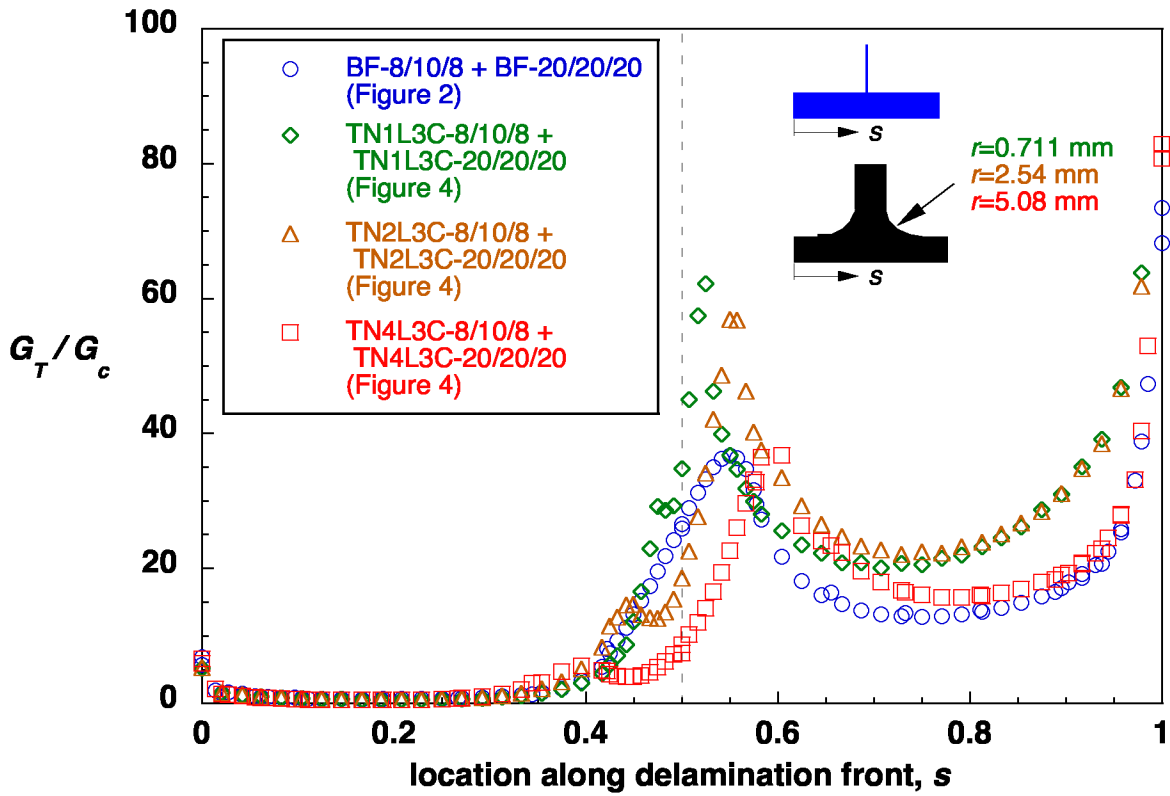 100
80
60
40
20
0
G_T / G_c
BF-8/10/8 + BF-20/20/20
(Figure 2)
TN1L3C-8/10/8 +
TN1L3C-20/20/20
(Figure 4)
TN2L3C-8/10/8 +
TN2L3C-20/20/20
(Figure 4)
TN4L3C-8/10/8 +
TN4L3C-20/20/20
(Figure 4)
s
r=0.711 mm
r=2.54 mm
r=5.08 mm
s
0 0.2 0.4 0.6 0.8 1
location along delamination front, s